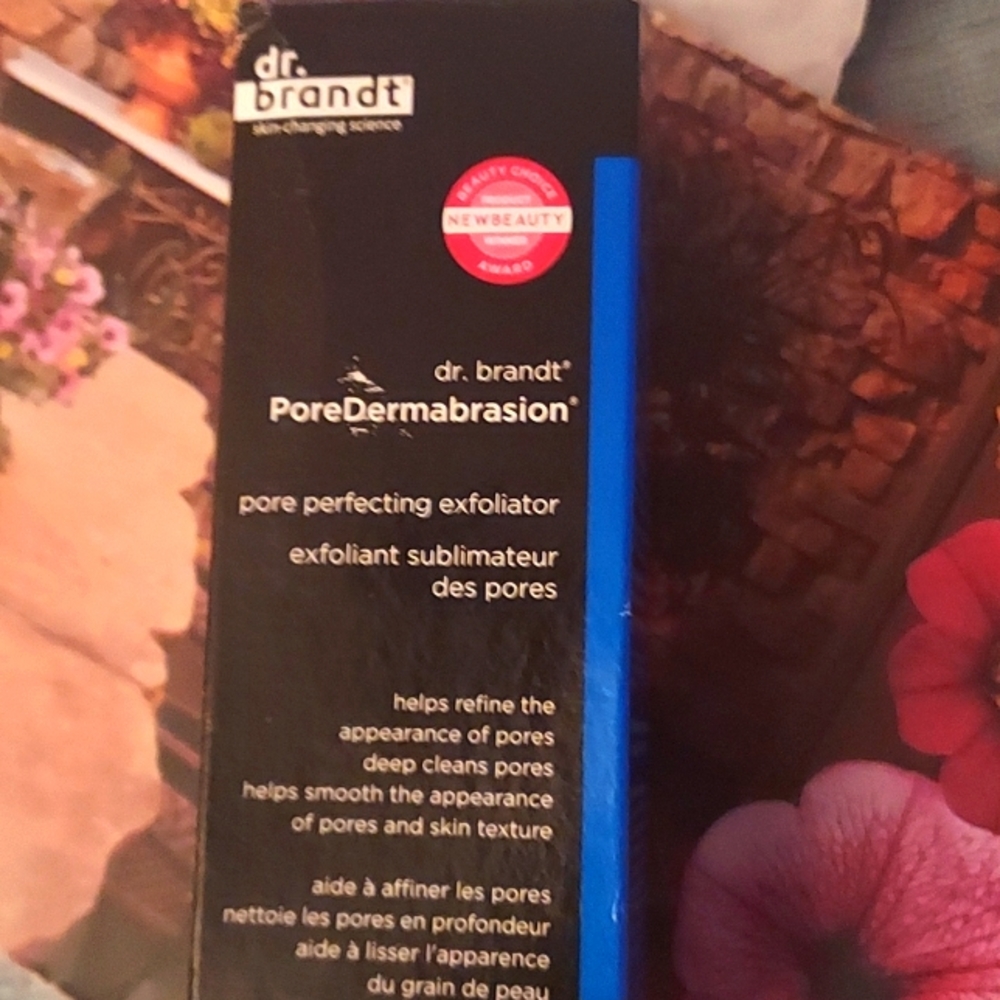 dr.
brandt®
skin-changing science
BEAUTY CHOICE
PRODUCT
NEWBEAUTY
WINNER
AWARD
dr. brandt®
PoreDermabrasion®
pore perfecting exfoliator
exfoliant sublimateur
des pores
helps refine the
appearance of pores
deep cleans pores
helps smooth the appearance
of pores and skin texture
aide à affiner les pores
nettoie les pores en profondeur
aide à lisser l'apparence
du grain de peau